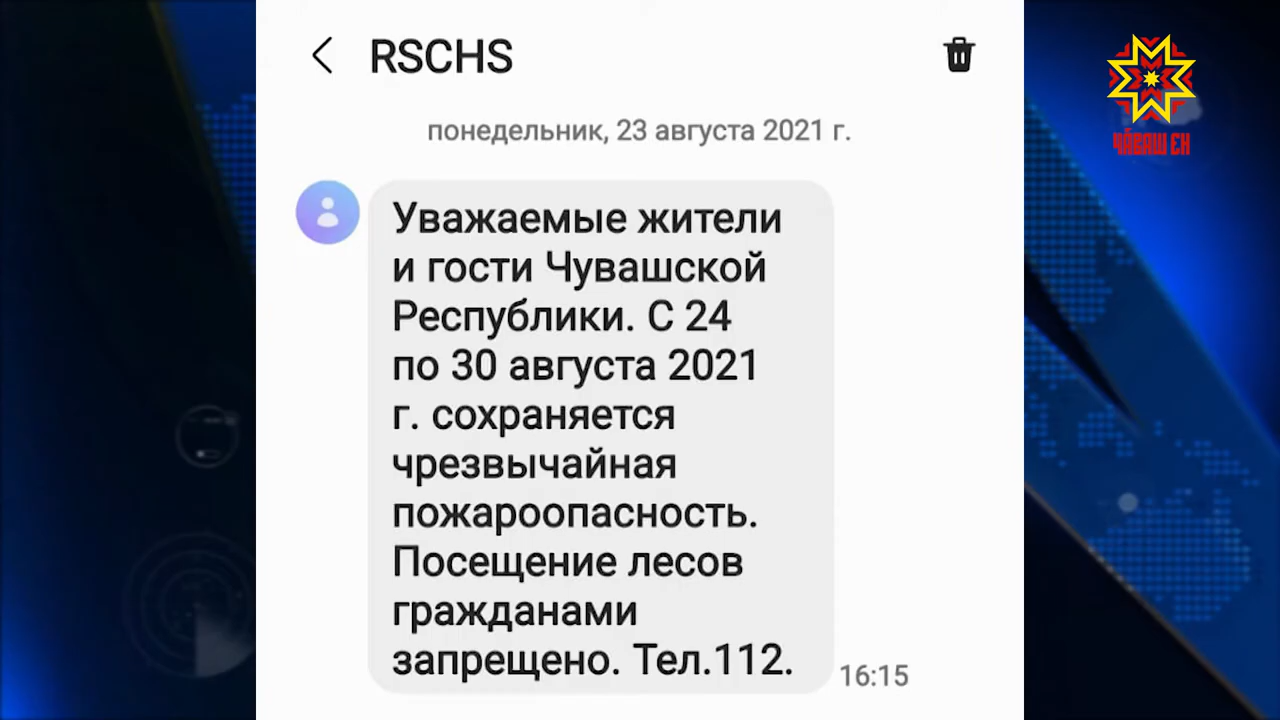 RSCHS
понедельник, 23 августа 2021 г.
Уважаемые жители
и гости Чувашской
Республики. С 24
по 30 августа 2021
г. сохраняется
чрезвычайная
пожароопасность.
Посещение лесов
гражданами
запрещено. Тел.112.
16:15
ЧӐВАШ ЕН